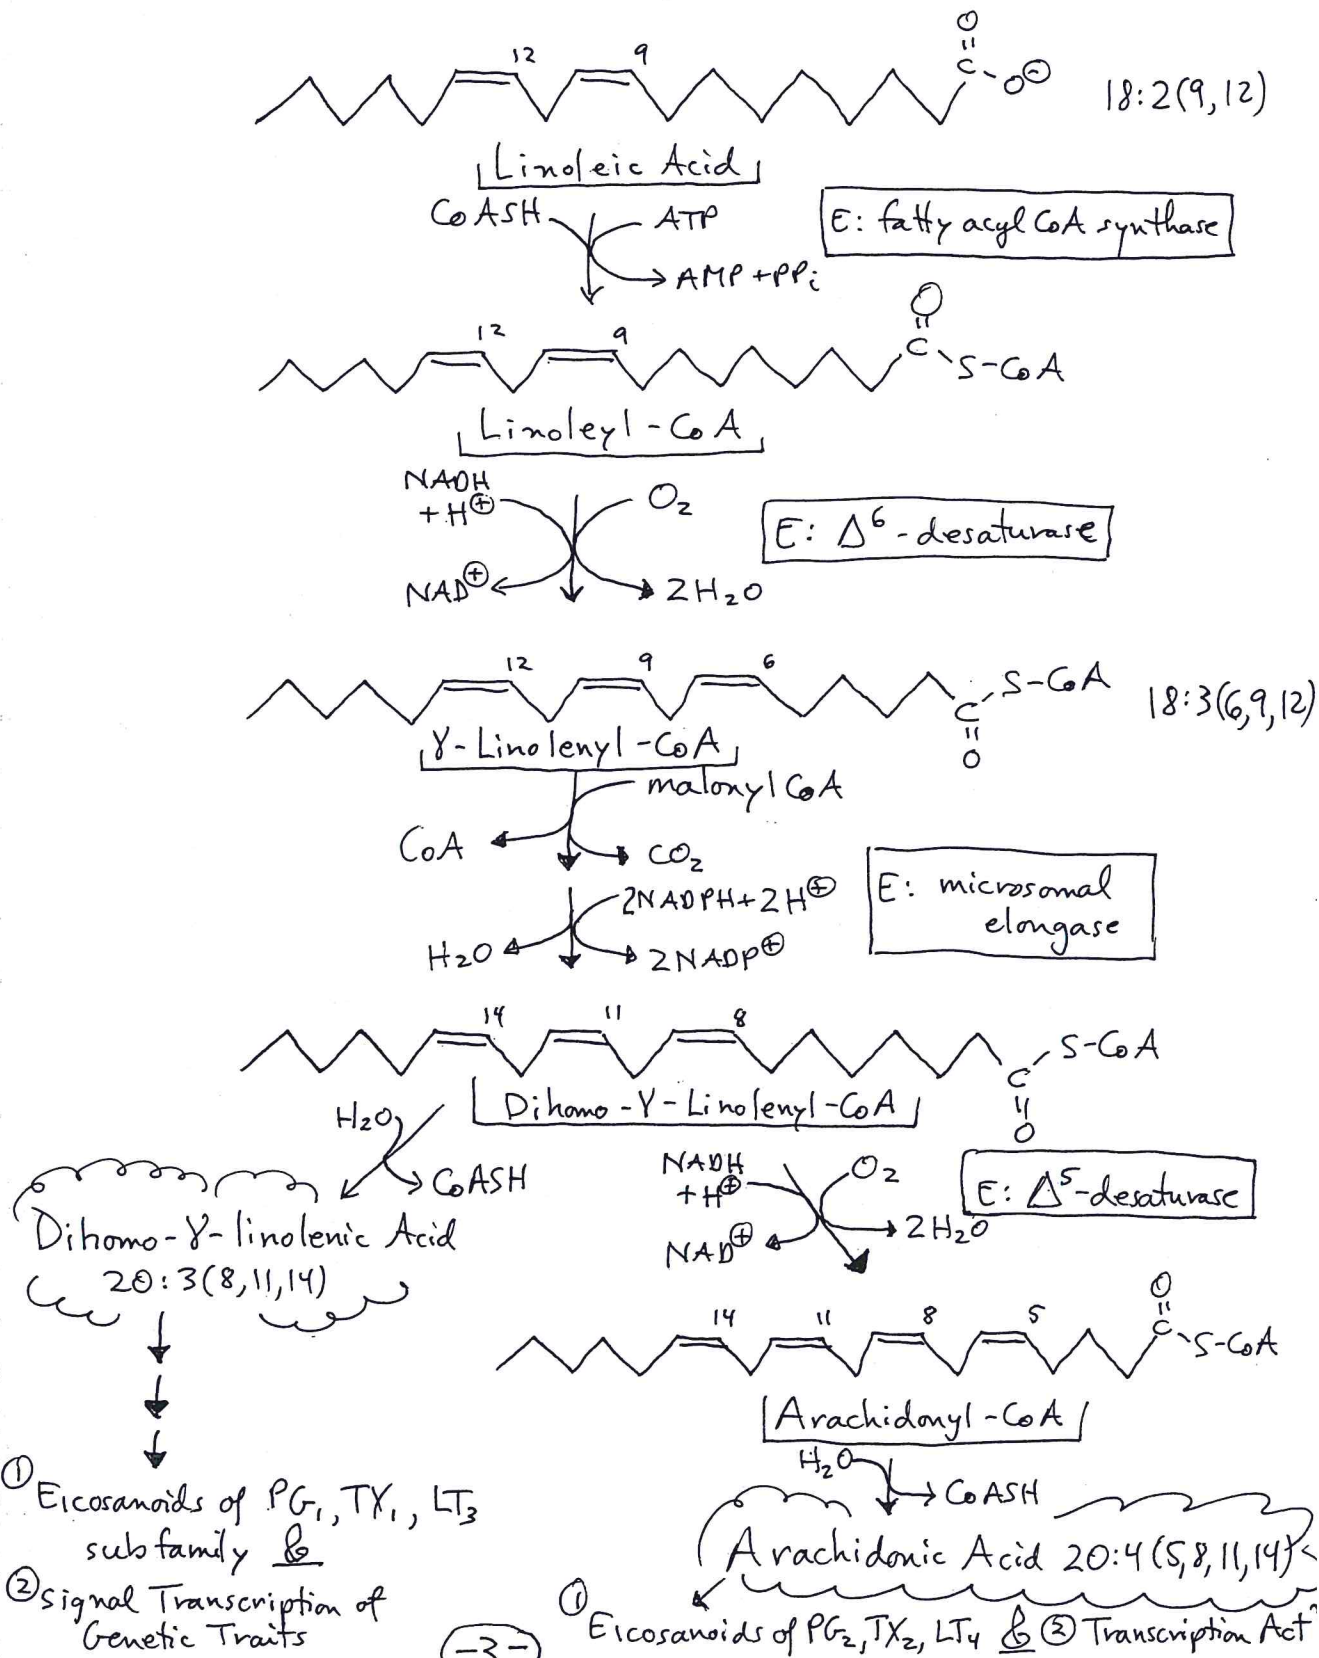 12 9
O
C-O⊖
18:2(9,12)
Linoleic Acid
CoASH ATP
AMP + PPi
E: fatty acyl CoA synthase
12 9
O
C S-CoA
Linoleyl-CoA
NADH
+ H⊕ O₂
NAD⊕ 2H₂O
E: Δ⁶-desaturase
12 9 6
C S-CoA
O
18:3(6,9,12)
γ-Linolenyl-CoA
malonyl CoA
CoA CO₂
2NADPH+2H⊕
H₂O 2NADP⊕
E: microsomal
elongase
14 11 8
C S-CoA
O
Dihomo-γ-Linolenyl-CoA
H₂O
CoASH
NADH
+H⊕ O₂
NAD⊕ 2H₂O
E: Δ⁵-desaturase
Dihomo-γ-linolenic Acid
20:3(8,11,14)
14 11 8 5
O
C S-CoA
Arachidonyl-CoA
H₂O
CoASH
① Eicosanoids of PG₁, TX₁, LT₃
subfamily &
② Signal Transcription of
Genetic Traits
Arachidonic Acid 20:4(5,8,11,14)
① Eicosanoids of PG₂, TX₂, LT₄ & ② Transcription Act